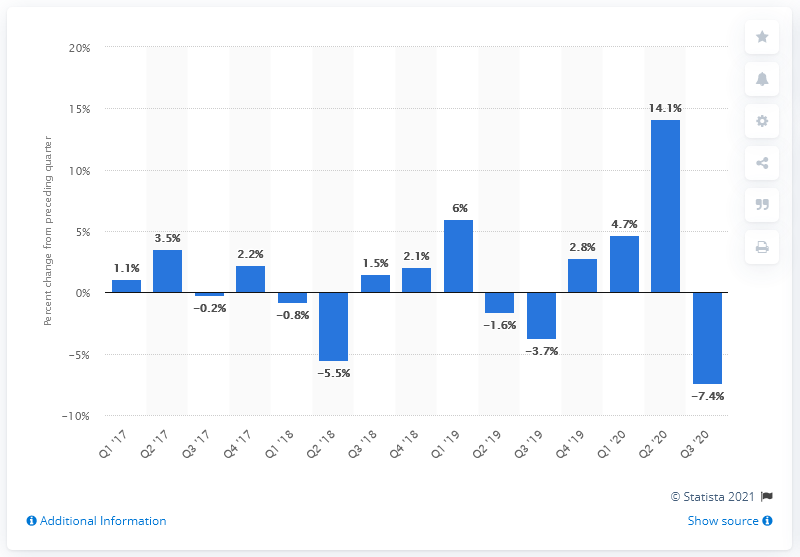 20%
15%
10%
5%
0%
−5%
−10%
Percent change from preceding quarter
1.1%
3.5%
−0.2%
2.2%
−0.8%
−5.5%
1.5%
2.1%
6%
−1.6%
−3.7%
2.8%
4.7%
14.1%
−7.4%
Q1 '17
Q2 '17
Q3 '17
Q4 '17
Q1 '18
Q2 '18
Q3 '18
Q4 '18
Q1 '19
Q2 '19
Q3 '19
Q4 '19
Q1 '20
Q2 '20
Q3 '20
© Statista 2021
Additional Information
Show source